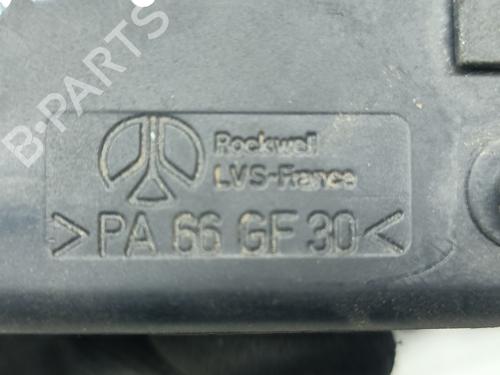 B-PARTS
Rockwell
LVS-France
>PA 66 GF 30<